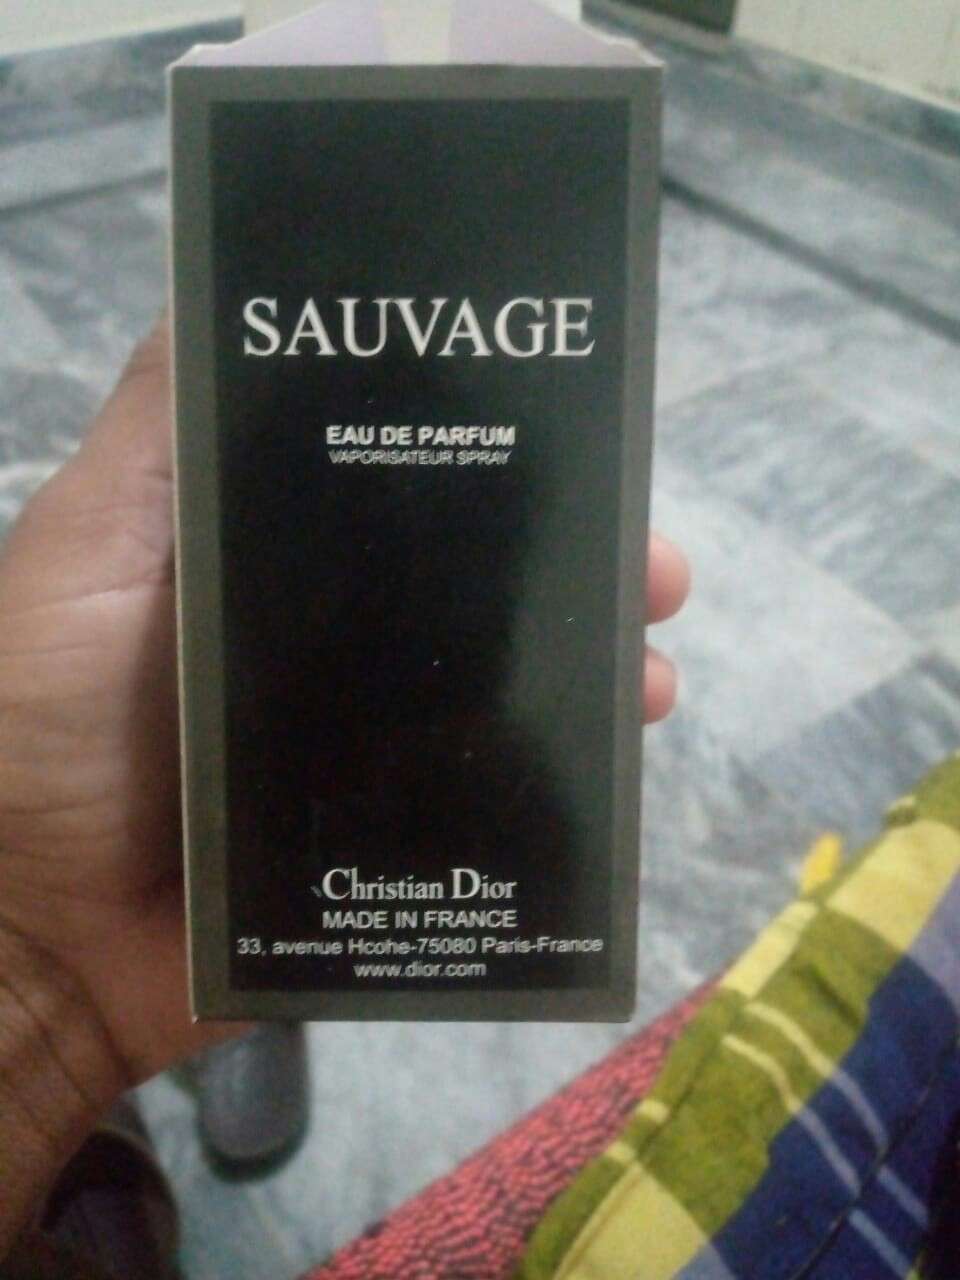 SAUVAGE
EAU DE PARFUM
VAPORISATEUR SPRAY
Christian Dior
MADE IN FRANCE
33, avenue Hcohe-75080 Paris-France
www.dior.com